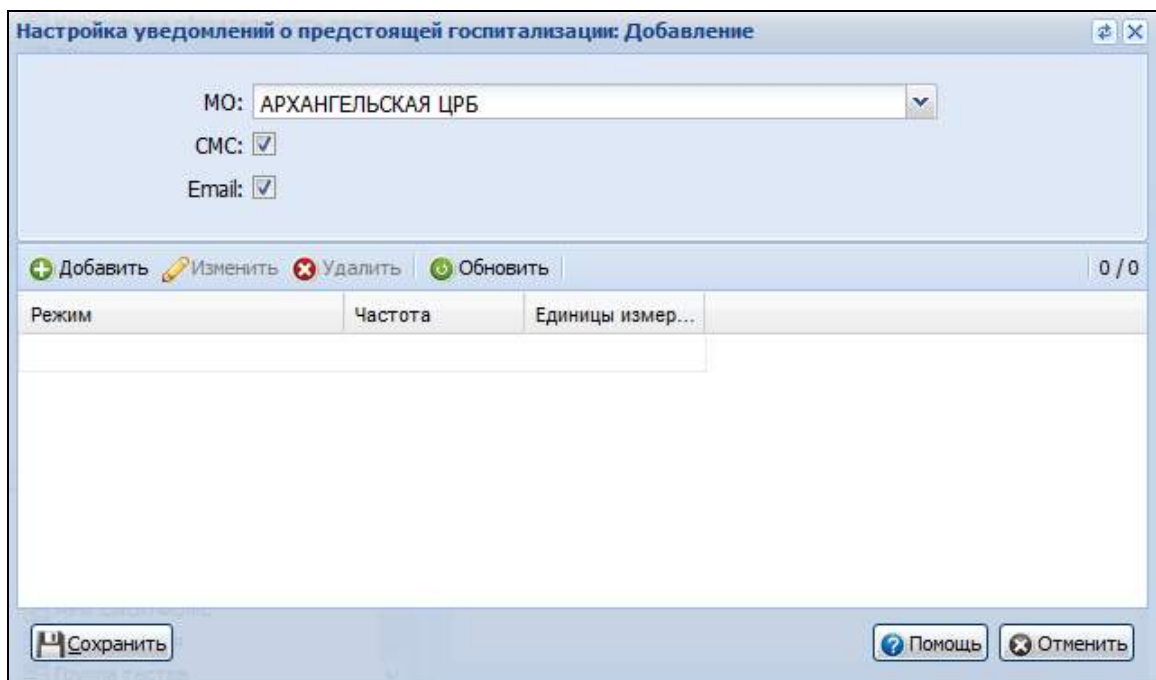 Настройка уведомлений о предстоящей госпитализации: Добавление
МО: АРХАНГЕЛЬСКАЯ ЦРБ
СМС:
Email:
Добавить Изменить Удалить Обновить 0 / 0
Режим Частота Единицы измер...
Сохранить Помощь Отменить